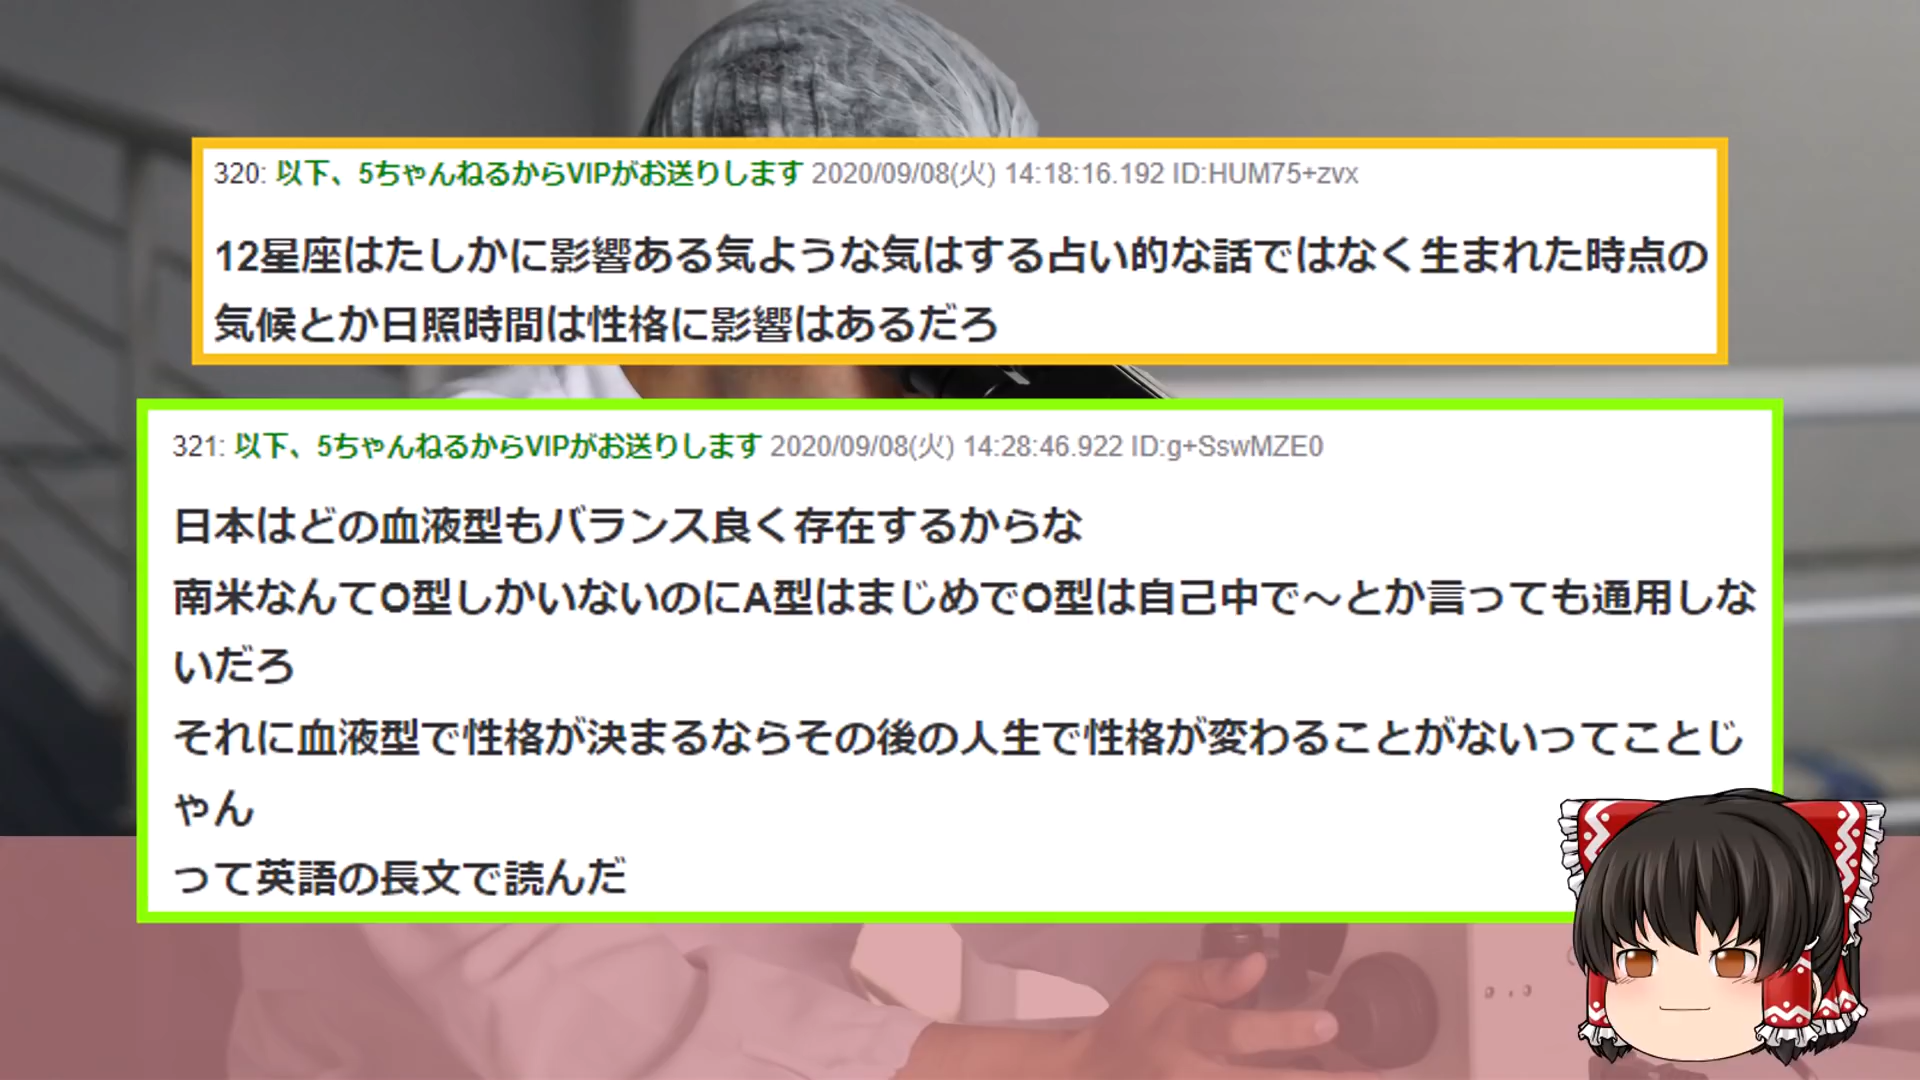 320: 以下、5ちゃんねるからVIPがお送りします 2020/09/08(火) 14:18:16.192 ID:HUM75+zvx
12星座はたしかに影響ある気ような気はする占い的な話ではなく生まれた時点の
気候とか日照時間は性格に影響はあるだろ
321: 以下、5ちゃんねるからVIPがお送りします 2020/09/08(火) 14:28:46.922 ID:g+SswMZE0
日本はどの血液型もバランス良く存在するからな
南米なんてO型しかいないのにA型はまじめでO型は自己中で～とか言っても通用しな
いだろ
それに血液型で性格が決まるならその後の人生で性格が変わることがないってことじ
ゃん
って英語の長文で読んだ